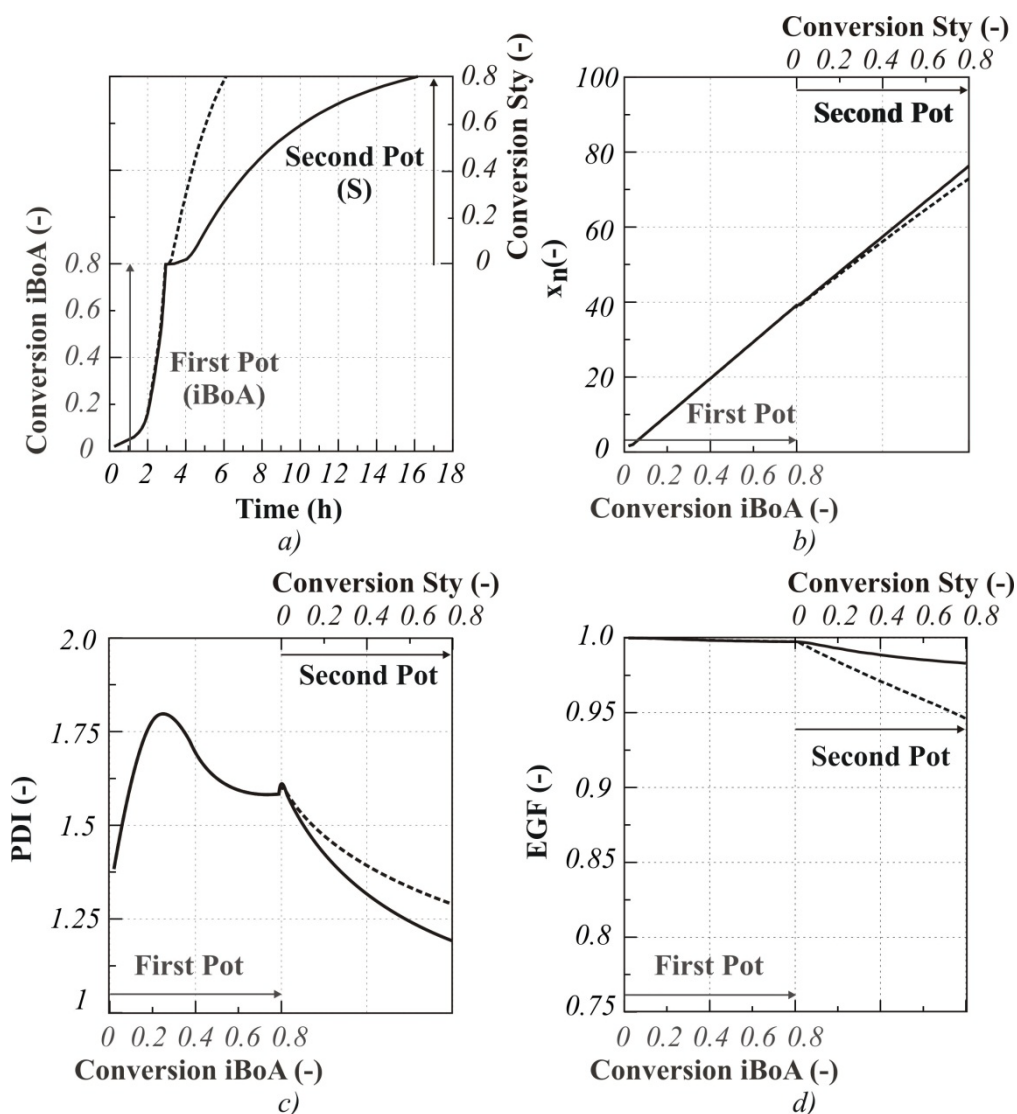 Conversion Sty (-)
0.8
0.6
0.4
0.2
0
Second Pot
(S)
Conversion iBoA (-)
0.8
0.6
0.4
0.2
0
First Pot
(iBoA)
0 2 4 6 8 10 12 14 16 18
Time (h)
a)
Conversion Sty (-)
0 0.2 0.4 0.6 0.8
Second Pot
xn(-)
100
80
60
40
20
0
First Pot
0 0.2 0.4 0.6 0.8
Conversion iBoA (-)
b)
Conversion Sty (-)
0 0.2 0.4 0.6 0.8
Second Pot
PDI (-)
2.0
1.75
1.5
1.25
1
First Pot
0 0.2 0.4 0.6 0.8
Conversion iBoA (-)
c)
Conversion Sty (-)
0 0.2 0.4 0.6 0.8
Second Pot
EGF (-)
1.0
0.95
0.9
0.85
0.8
0.75
First Pot
0 0.2 0.4 0.6 0.8
Conversion iBoA (-)
d)